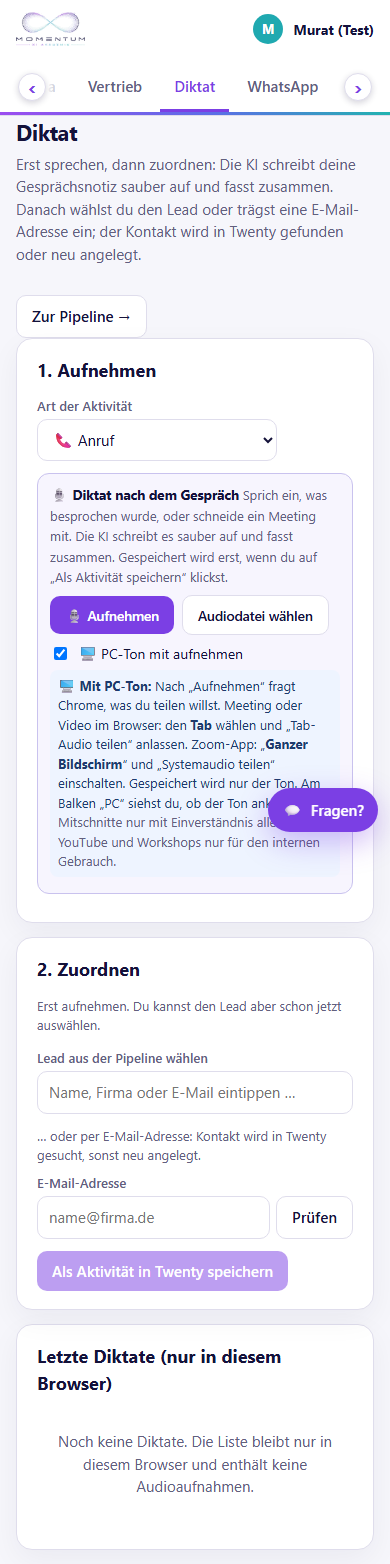 MOMENTUM
M
Murat (Test)
‹
a
Vertrieb
Diktat
WhatsApp
›
Diktat
Erst sprechen, dann zuordnen: Die KI schreibt deine
Gesprächsnotiz sauber auf und fasst zusammen.
Danach wählst du den Lead oder trägst eine E-Mail-
Adresse ein; der Kontakt wird in Twenty gefunden
oder neu angelegt.
Zur Pipeline →
1. Aufnehmen
Art der Aktivität
Anruf
Diktat nach dem Gespräch Sprich ein, was
besprochen wurde, oder schneide ein Meeting
mit. Die KI schreibt es sauber auf und fasst
zusammen. Gespeichert wird erst, wenn du auf
„Als Aktivität speichern“ klickst.
Aufnehmen
Audiodatei wählen
PC-Ton mit aufnehmen
Mit PC-Ton: Nach „Aufnehmen“ fragt
Chrome, was du teilen willst. Meeting oder
Video im Browser: den Tab wählen und „Tab-
Audio teilen“ anlassen. Zoom-App: „Ganzer
Bildschirm“ und „Systemaudio teilen“
einschalten. Gespeichert wird nur der Ton. Am
Balken „PC“ siehst du, ob der Ton
Mitschnitte nur mit Einverständnis
YouTube und Workshops nur für den internen
Gebrauch.
Fragen?
2. Zuordnen
Erst aufnehmen. Du kannst den Lead aber schon jetzt
auswählen.
Lead aus der Pipeline wählen
Name, Firma oder E-Mail eintippen ...
... oder per E-Mail-Adresse: Kontakt wird in Twenty
gesucht, sonst neu angelegt.
E-Mail-Adresse
name@firma.de
Prüfen
Als Aktivität in Twenty speichern
Letzte Diktate (nur in diesem
Browser)
Noch keine Diktate. Die Liste bleibt nur in
diesem Browser und enthält keine
Audioaufnahmen.